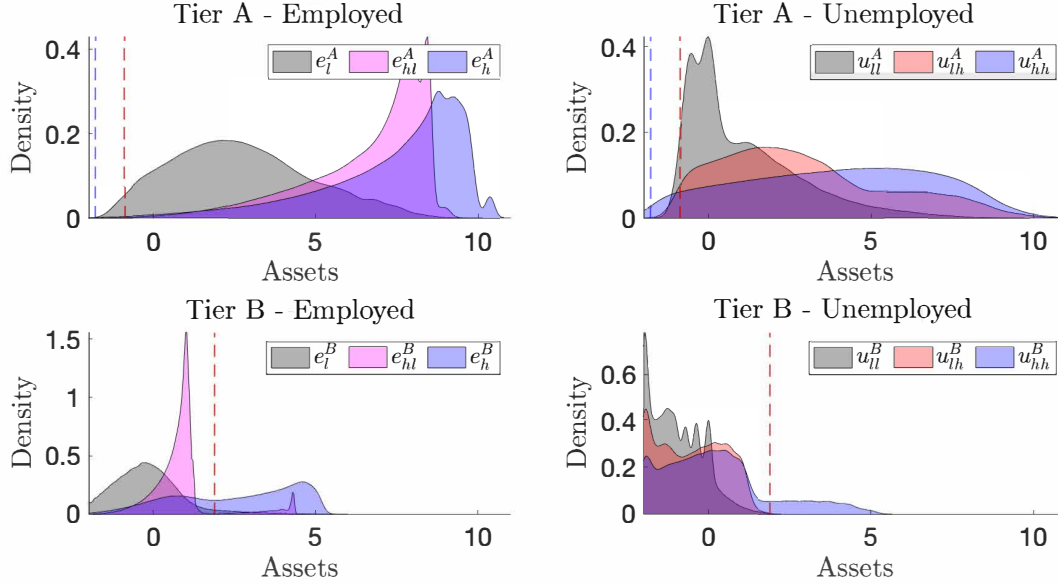 Tier A - Employed
Density
0.4
0.2
0
e_l^A e_hl^A e_h^A
0 5 10
Assets
Tier A - Unemployed
Density
0.4
0.2
0
u_ll^A u_lh^A u_hh^A
0 5 10
Assets
Tier B - Employed
Density
1.5
1
0.5
0
e_l^B e_hl^B e_h^B
0 5 10
Assets
Tier B - Unemployed
Density
0.6
0.4
0.2
0
u_ll^B u_lh^B u_hh^B
0 5 10
Assets